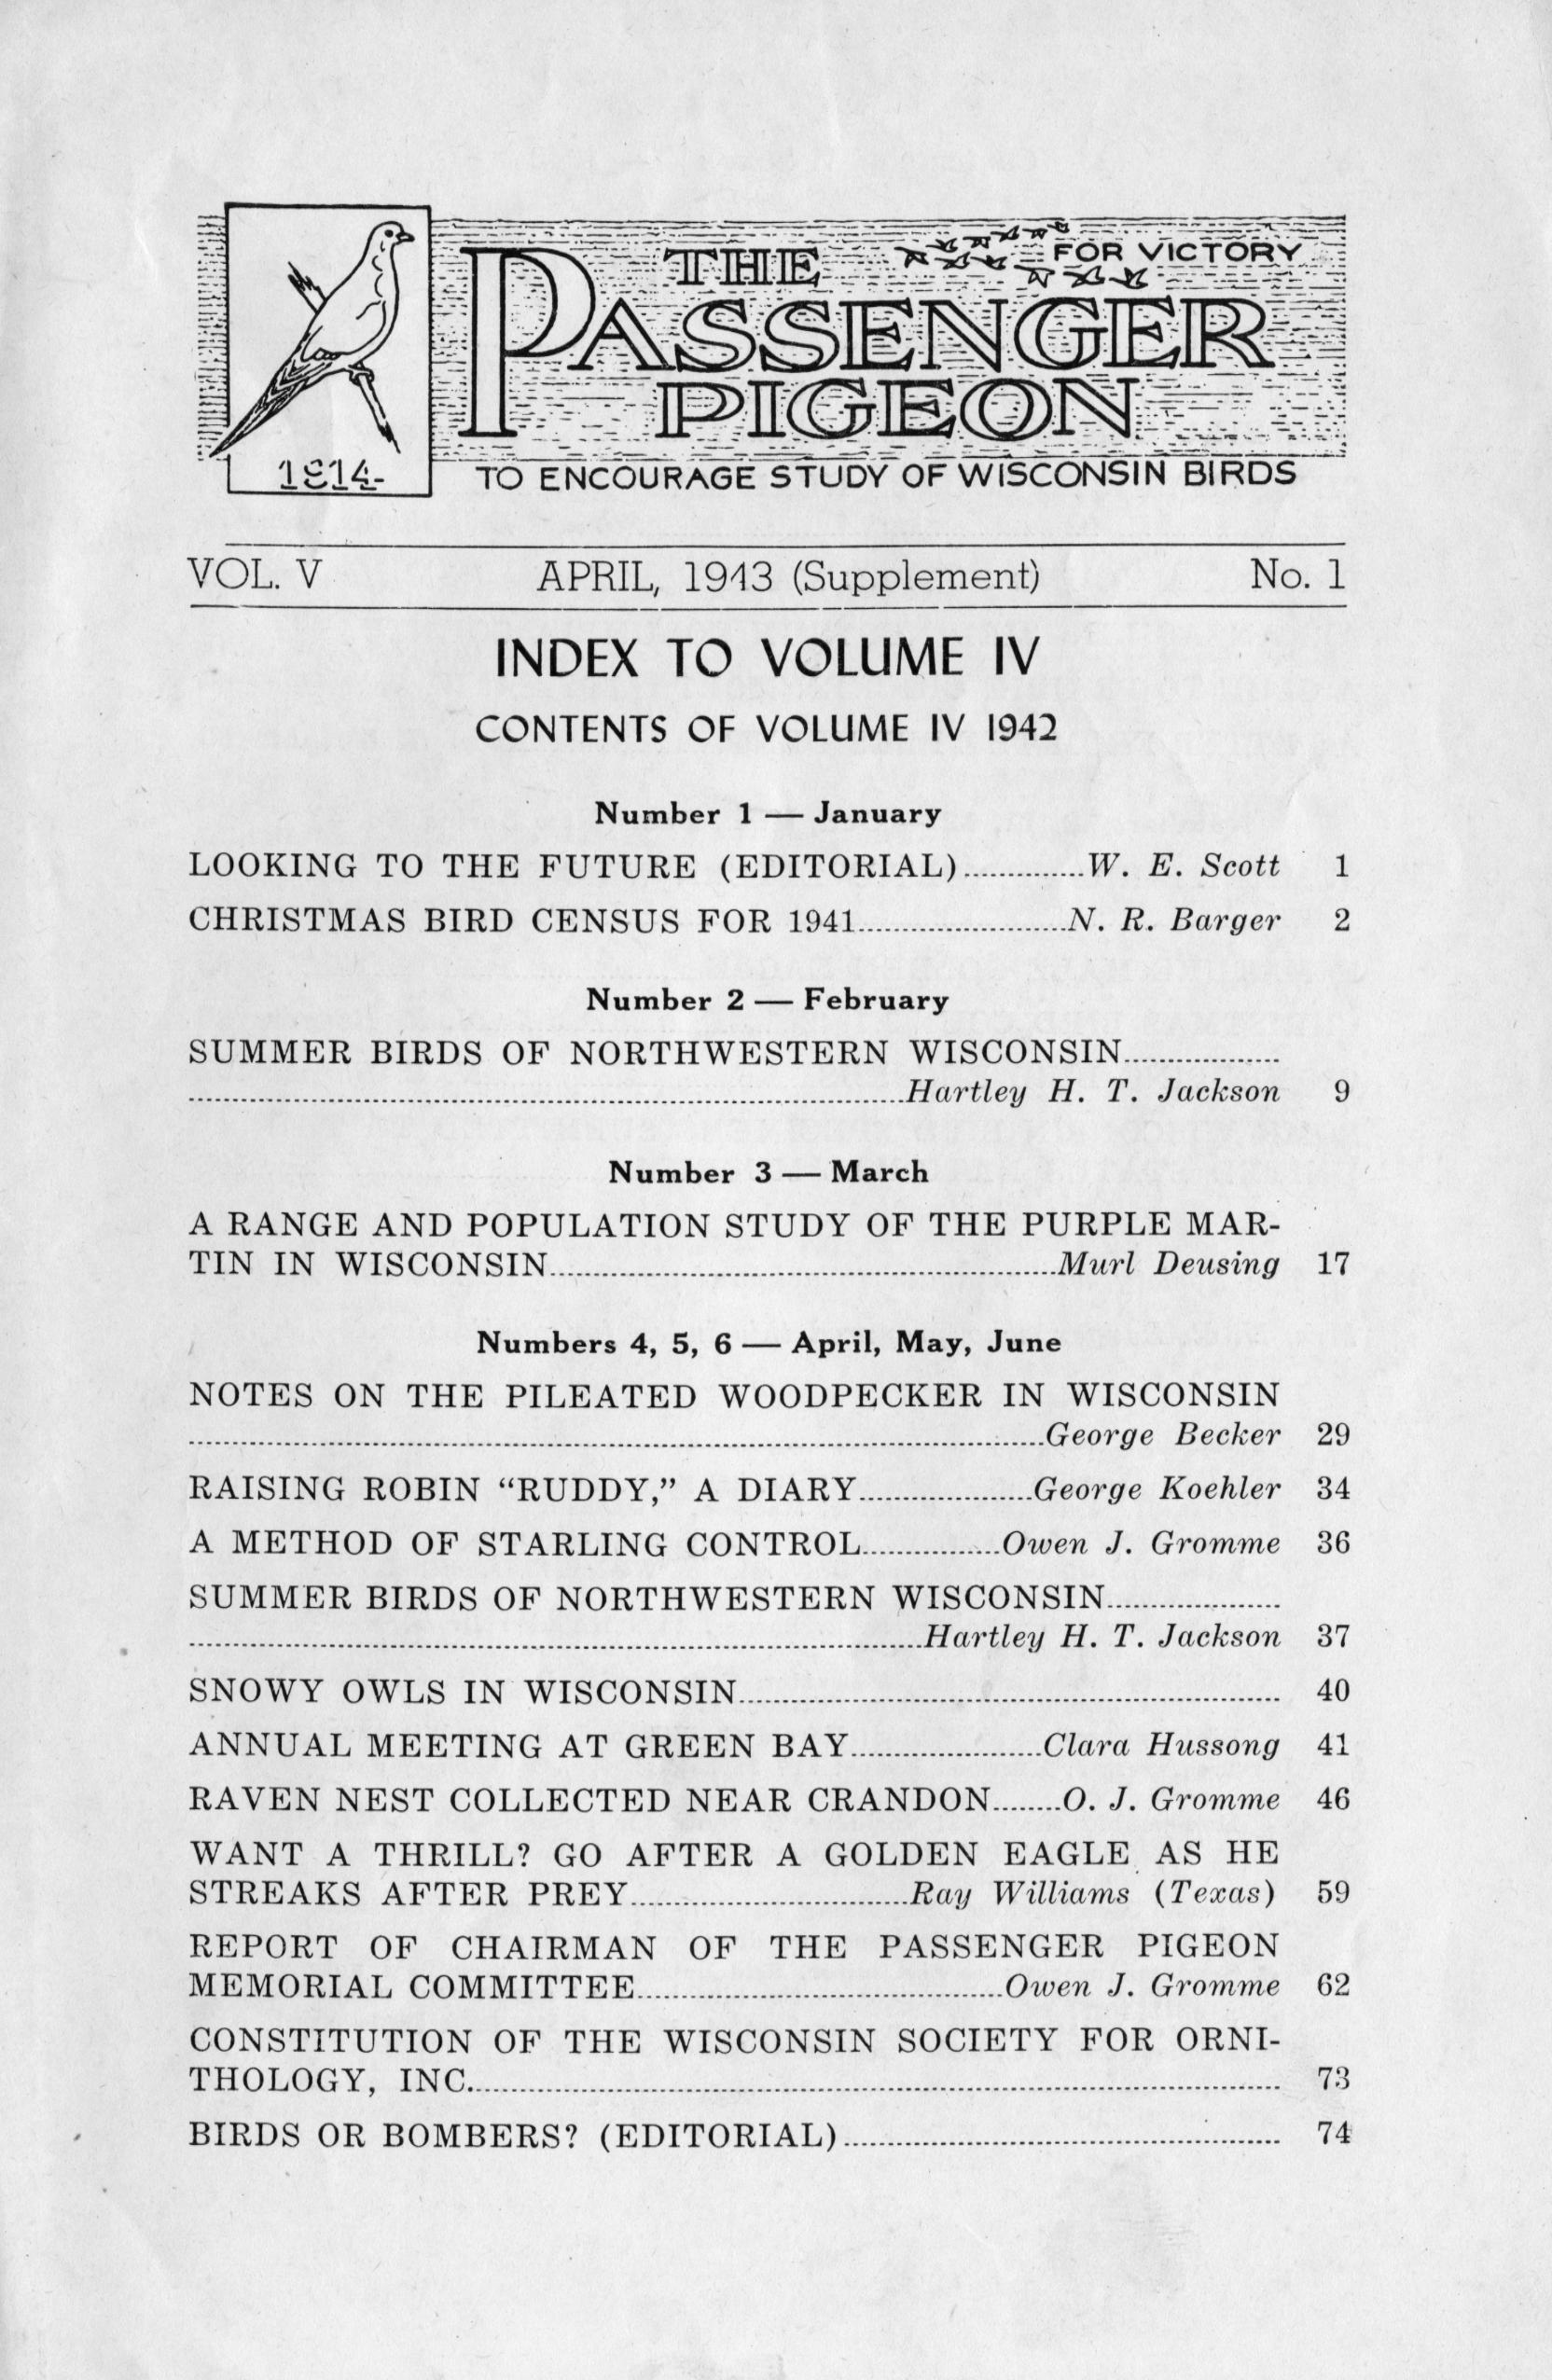 THE
FOR VICTORY
PASSENGER
PIGEON
1914-
TO ENCOURAGE STUDY OF WISCONSIN BIRDS
VOL. V APRIL, 1943 (Supplement) No. 1
INDEX TO VOLUME IV
CONTENTS OF VOLUME IV 1942
Number 1 — January
LOOKING TO THE FUTURE (EDITORIAL)..............W. E. Scott 1
CHRISTMAS BIRD CENSUS FOR 1941........................N. R. Barger 2
Number 2 — February
SUMMER BIRDS OF NORTHWESTERN WISCONSIN..................
..................................................................................Hartley H. T. Jackson 9
Number 3 — March
A RANGE AND POPULATION STUDY OF THE PURPLE MAR-
TIN IN WISCONSIN..........................................................Murl Deusing 17
Numbers 4, 5, 6 — April, May, June
NOTES ON THE PILEATED WOODPECKER IN WISCONSIN
..................................................................................................George Becker 29
RAISING ROBIN “RUDDY,” A DIARY....................George Koehler 34
A METHOD OF STARLING CONTROL................Owen J. Gromme 36
SUMMER BIRDS OF NORTHWESTERN WISCONSIN....................
....................................................................................Hartley H. T. Jackson 37
SNOWY OWLS IN WISCONSIN.............................................................. 40
ANNUAL MEETING AT GREEN BAY......................Clara Hussong 41
RAVEN NEST COLLECTED NEAR CRANDON........O. J. Gromme 46
WANT A THRILL? GO AFTER A GOLDEN EAGLE AS HE
STREAKS AFTER PREY................................Ray Williams (Texas) 59
REPORT OF CHAIRMAN OF THE PASSENGER PIGEON
MEMORIAL COMMITTEE..........................................Owen J. Gromme 62
CONSTITUTION OF THE WISCONSIN SOCIETY FOR ORNI-
THOLOGY, INC............................................................................................. 73
BIRDS OR BOMBERS? (EDITORIAL).................................................. 74